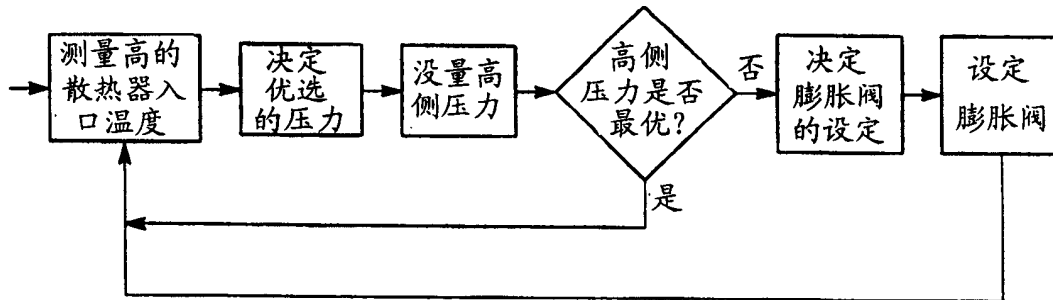 测量高的
散热器入
口温度
决定
优选
的压力
没量高
侧压力
高侧
压力是否
最优?
否
是
决定
膨胀阀
的设定
设定
膨胀阀